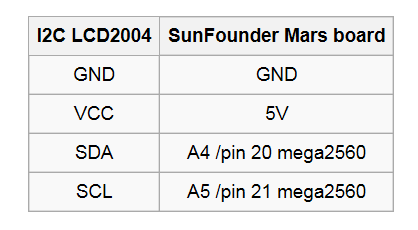 I2C LCD2004 SunFounder Mars board
GND GND
VCC 5V
SDA A4 /pin 20 mega2560
SCL A5 /pin 21 mega2560